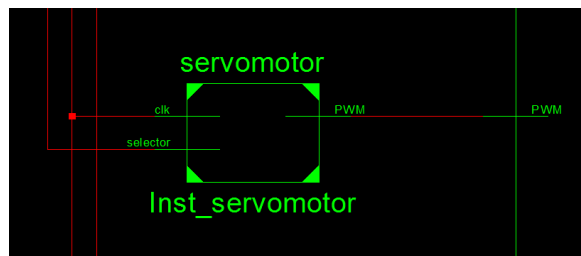 servomotor
clk
PWM
PWM
selector
Inst_servomotor